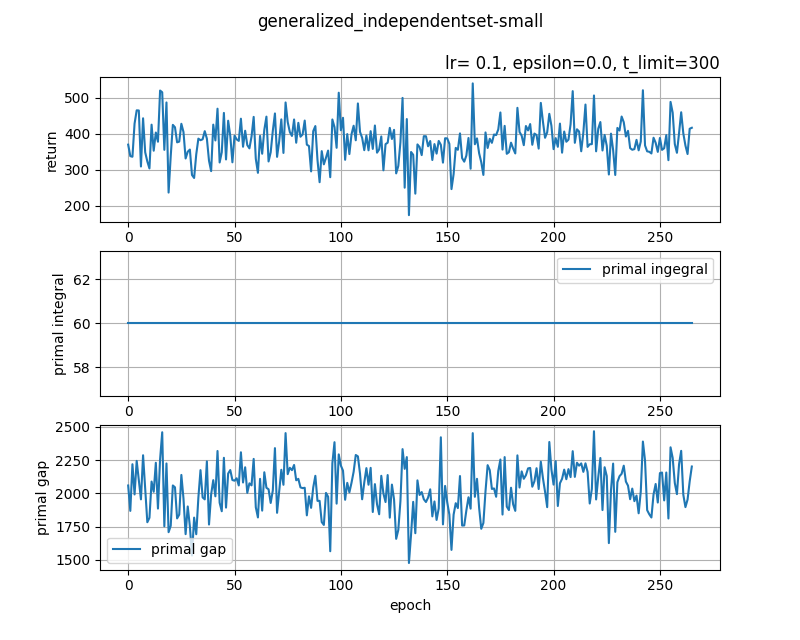 generalized_independentset-small
lr= 0.1, epsilon=0.0, t_limit=300
500
400
300
200
return
0 50 100 150 200 250
62
60
58
primal integral
primal ingegral
0 50 100 150 200 250
2500
2250
2000
1750
1500
primal gap
primal gap
0 50 100 150 200 250
epoch